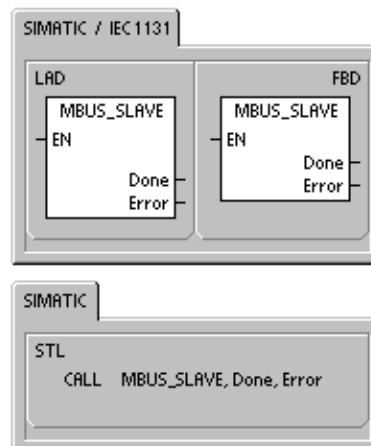 SIMATIC / IEC1131
LAD
FBD
MBUS_SLAVE
EN
Done
Error
MBUS_SLAVE
EN
Done
Error
SIMATIC
STL
CALL MBUS_SLAVE, Done, Error